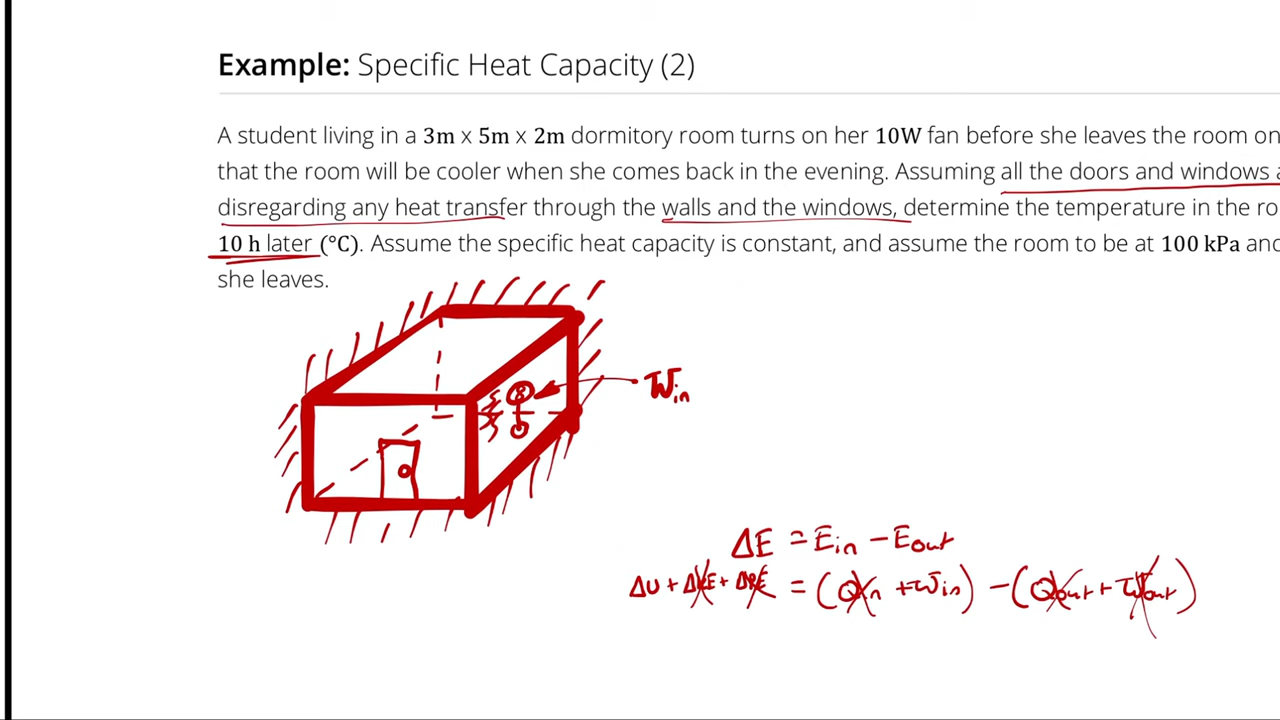 Example: Specific Heat Capacity (2)
A student living in a 3m x 5m x 2m dormitory room turns on her 10W fan before she leaves the room on
that the room will be cooler when she comes back in the evening. Assuming all the doors and windows a
disregarding any heat transfer through the walls and the windows, determine the temperature in the ro
10 h later (°C). Assume the specific heat capacity is constant, and assume the room to be at 100 kPa and
she leaves.
Win
ΔE = Ein - Eout
ΔU + ΔKE + ΔPE = (Qin + Win) - (Qout + Wout)